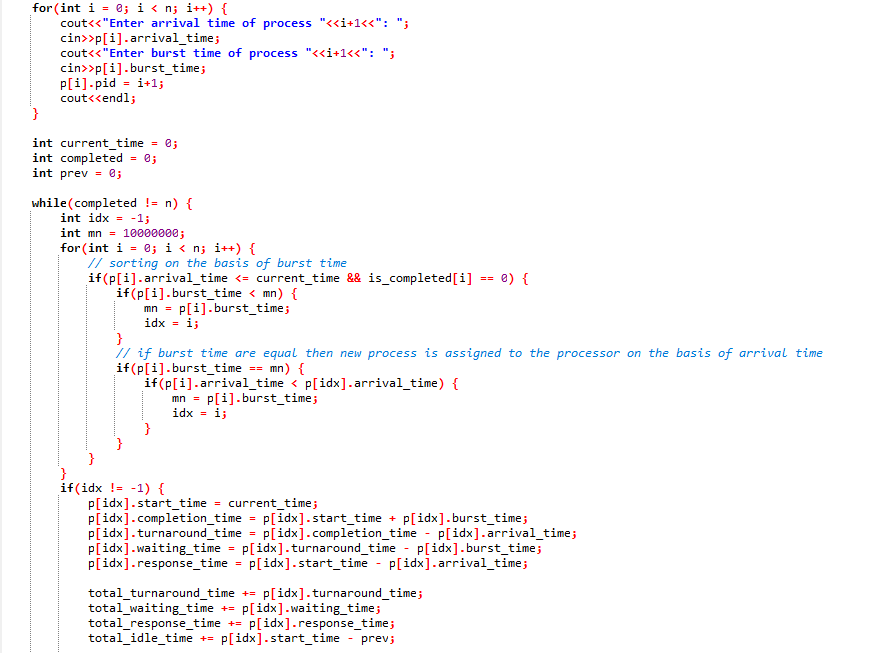 for(int i = 0; i < n; i++) {
cout<<"Enter arrival time of process "<<i+1<<": ";
cin>>p[i].arrival_time;
cout<<"Enter burst time of process "<<i+1<<": ";
cin>>p[i].burst_time;
p[i].pid = i+1;
cout<<endl;
}
int current_time = 0;
int completed = 0;
int prev = 0;
while(completed != n) {
int idx = -1;
int mn = 10000000;
for(int i = 0; i < n; i++) {
// sorting on the basis of burst time
if(p[i].arrival_time <= current_time && is_completed[i] == 0) {
if(p[i].burst_time < mn) {
mn = p[i].burst_time;
idx = i;
}
// if burst time are equal then new process is assigned to the processor on the basis of arrival time
if(p[i].burst_time == mn) {
if(p[i].arrival_time < p[idx].arrival_time) {
mn = p[i].burst_time;
idx = i;
}
}
}
}
if(idx != -1) {
p[idx].start_time = current_time;
p[idx].completion_time = p[idx].start_time + p[idx].burst_time;
p[idx].turnaround_time = p[idx].completion_time - p[idx].arrival_time;
p[idx].waiting_time = p[idx].turnaround_time - p[idx].burst_time;
p[idx].response_time = p[idx].start_time - p[idx].arrival_time;
total_turnaround_time += p[idx].turnaround_time;
total_waiting_time += p[idx].waiting_time;
total_response_time += p[idx].response_time;
total_idle_time += p[idx].start_time - prev;